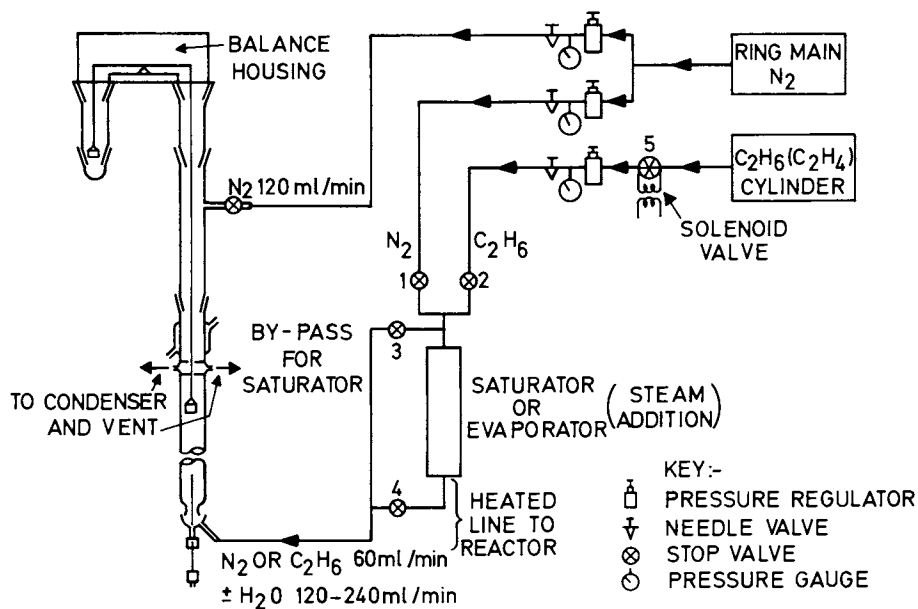 BALANCE
HOUSING
RING MAIN
N2
5
C2H6(C2H4)
CYLINDER
SOLENOID
VALVE
N2 120 ml/min
N2
C2H6
1
2
3
BY-PASS
FOR
SATURATOR
TO CONDENSER
AND VENT
SATURATOR
OR
EVAPORATOR
(STEAM
ADDITION)
4
HEATED
LINE TO
REACTOR
N2 OR C2H6 60ml/min
± H2O 120-240ml/min
KEY:-
PRESSURE REGULATOR
NEEDLE VALVE
STOP VALVE
PRESSURE GAUGE